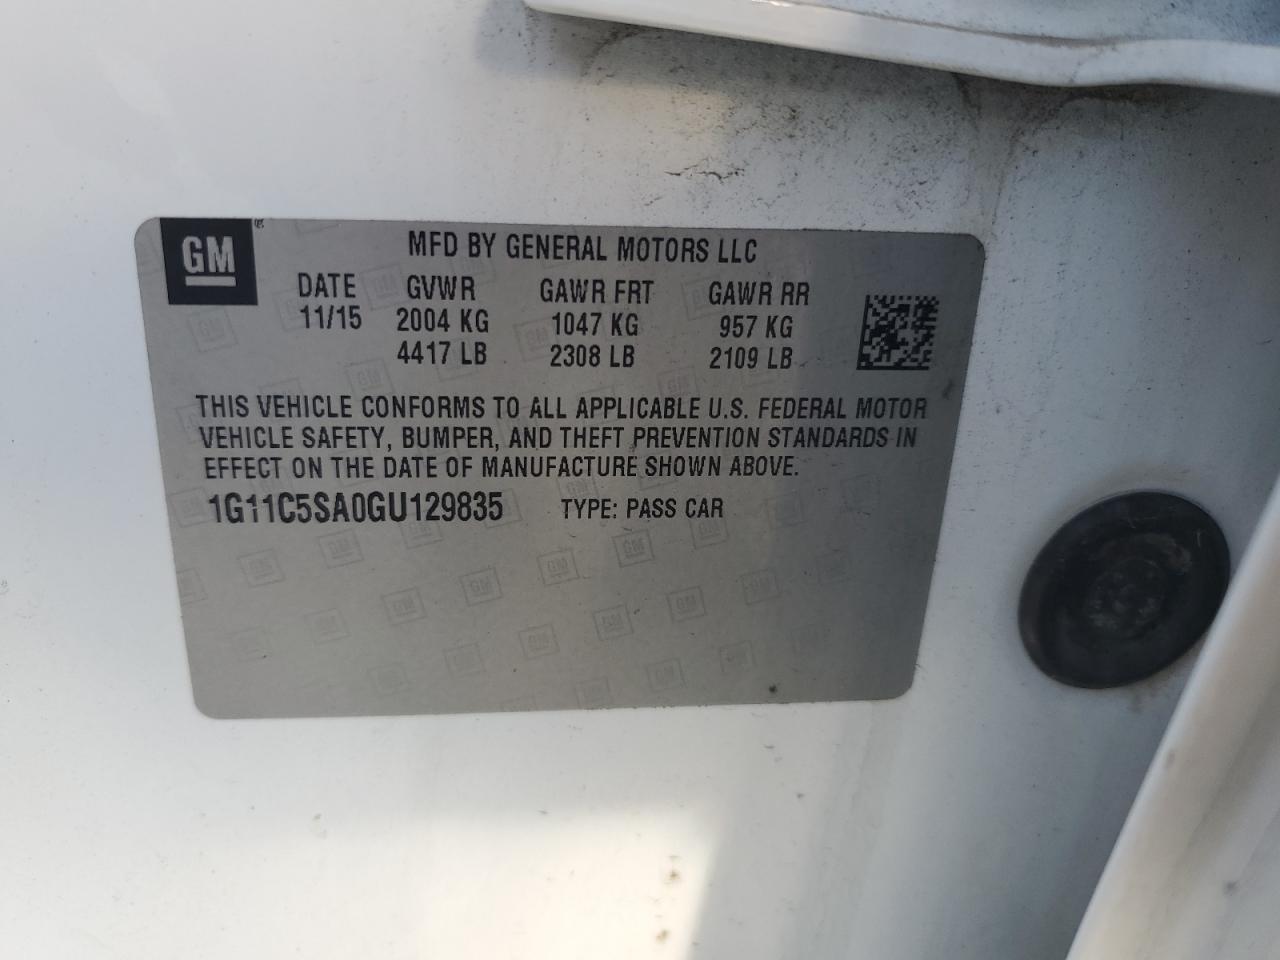 GM ®
MFD BY GENERAL MOTORS LLC
DATE GVWR GAWR FRT GAWR RR
11/15 2004 KG 1047 KG 957 KG
4417 LB 2308 LB 2109 LB
THIS VEHICLE CONFORMS TO ALL APPLICABLE U.S. FEDERAL MOTOR
VEHICLE SAFETY, BUMPER, AND THEFT PREVENTION STANDARDS IN
EFFECT ON THE DATE OF MANUFACTURE SHOWN ABOVE.
1G11C5SA0GU129835 TYPE: PASS CAR